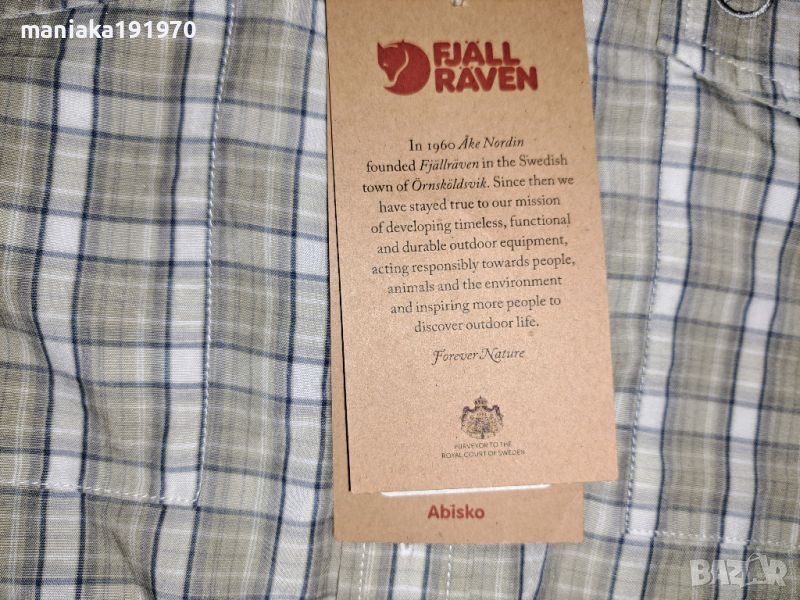 maniaka191970
FJÄLL
RÄVEN
In 1960 Åke Nordin
founded Fjällräven in the Swedish
town of Örnsköldsvik. Since then we
have stayed true to our mission
of developing timeless, functional
and durable outdoor equipment,
acting responsibly towards people,
animals and the environment
and inspiring more people to
discover outdoor life.
Forever Nature
PURVEYOR TO THE
ROYAL COURT OF SWEDEN
Abisko
BAZAR